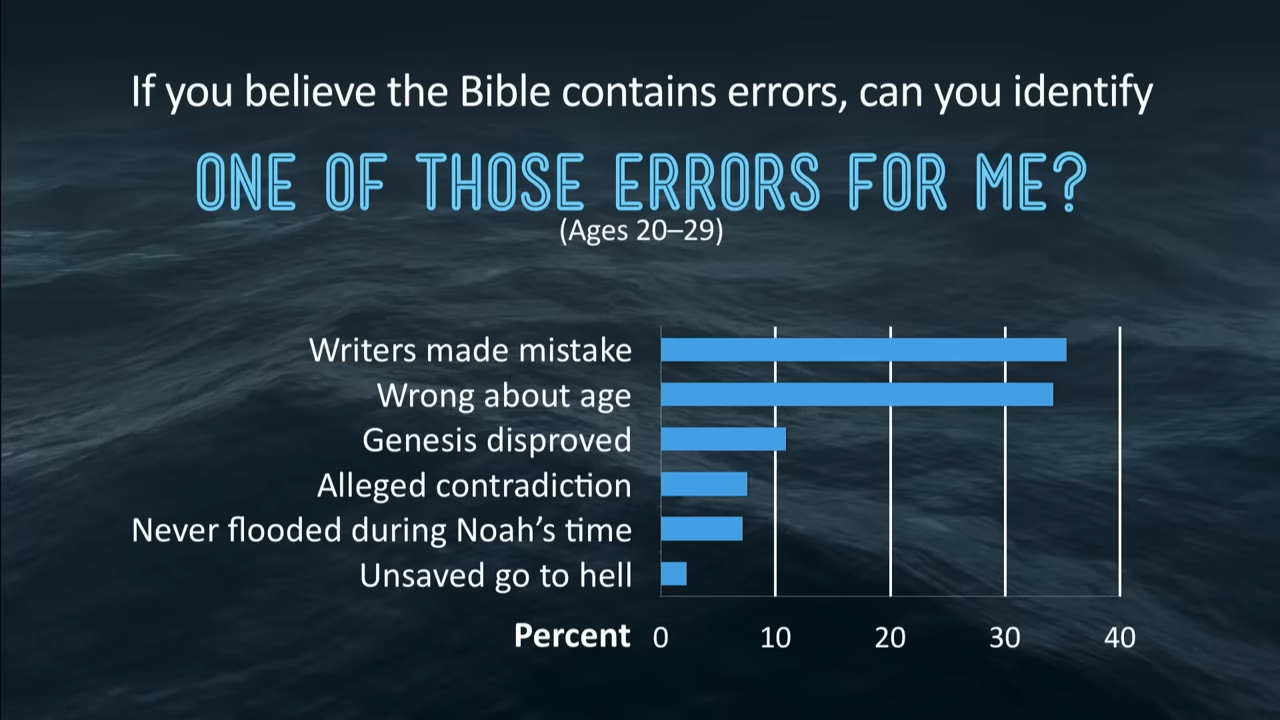 If you believe the Bible contains errors, can you identify
ONE OF THOSE ERRORS FOR ME?
(Ages 20–29)
Writers made mistake
Wrong about age
Genesis disproved
Alleged contradiction
Never flooded during Noah’s time
Unsaved go to hell
Percent 0 10 20 30 40